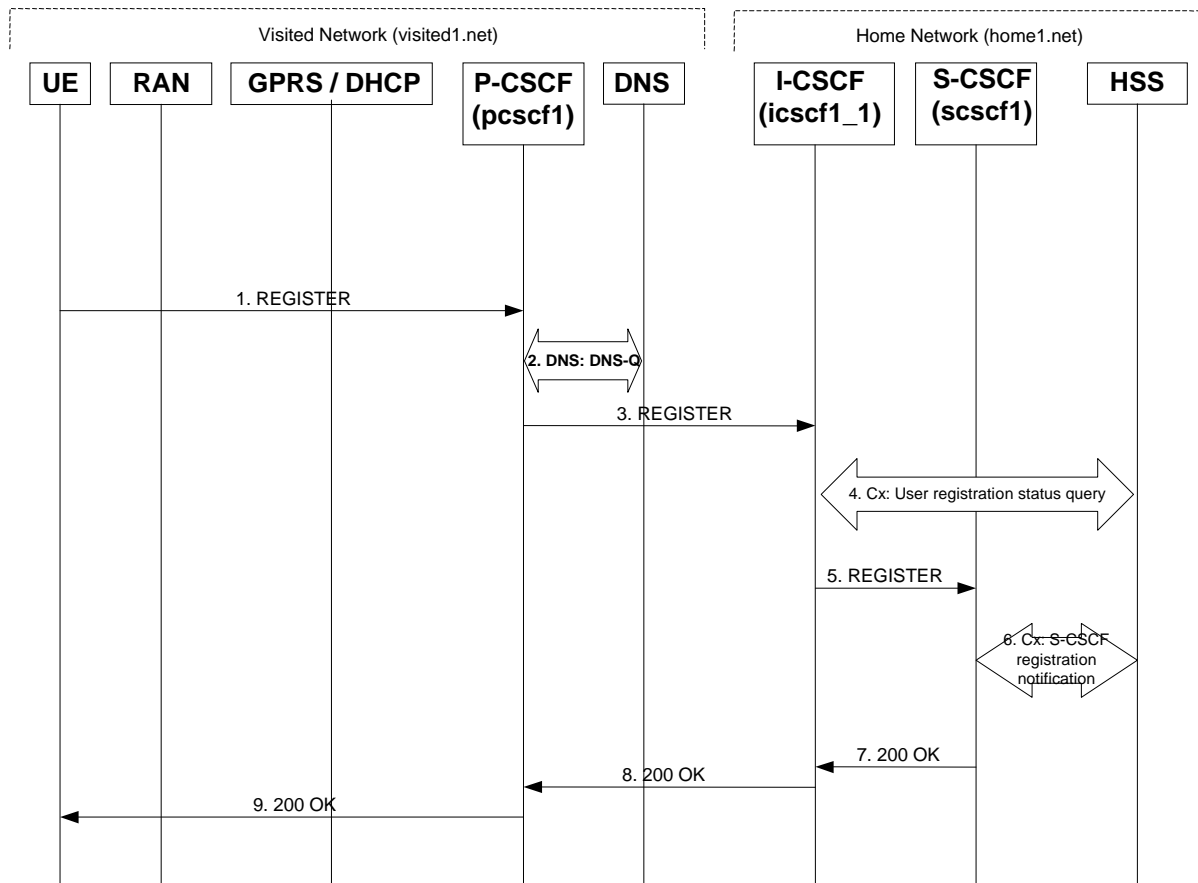 Visited Network (visited1.net)
Home Network (home1.net)
UE
RAN
GPRS / DHCP
P-CSCF
(pcscf1)
DNS
I-CSCF
(icscf1_1)
S-CSCF
(scscf1)
HSS
1. REGISTER
2. DNS: DNS-Q
3. REGISTER
4. Cx: User registration status query
5. REGISTER
6. Cx: S-CSCF
registration
notification
7. 200 OK
8. 200 OK
9. 200 OK